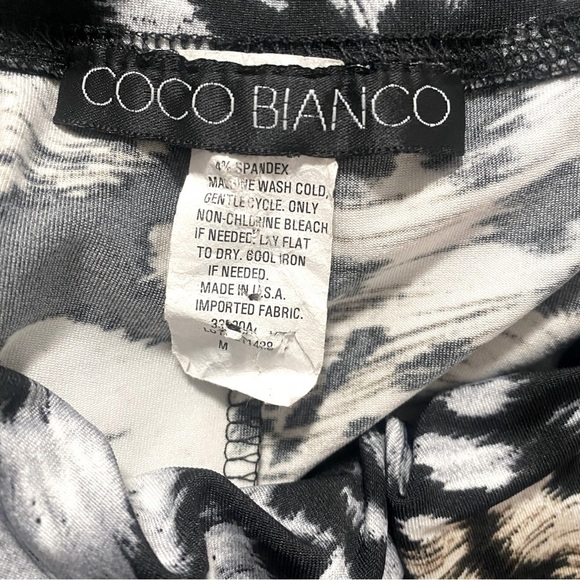 COCO BIANCO
4% SPANDEX
MACHINE WASH COLD,
GENTLE CYCLE. ONLY
NON-CHLORINE BLEACH
IF NEEDED. LAY FLAT
TO DRY. COOL IRON
IF NEEDED.
MADE IN U.S.A.
IMPORTED FABRIC.
M